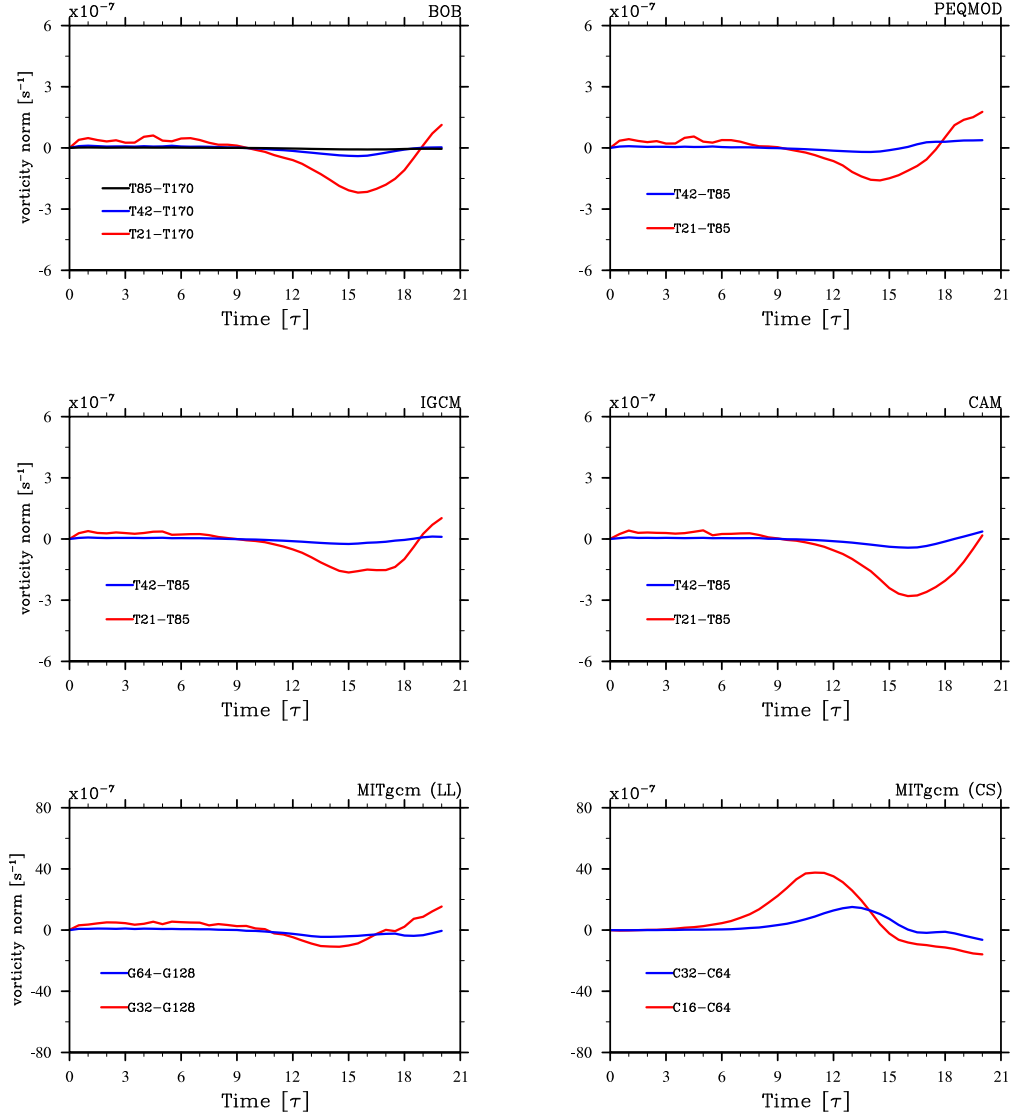 x10⁻⁷ BOB
6
3
0
-3
-6
vorticity norm [s⁻¹]
T85−T170
T42−T170
T21−T170
0 3 6 9 12 15 18 21
Time [τ]
x10⁻⁷ PEQMOD
6
3
0
-3
-6
T42−T85
T21−T85
0 3 6 9 12 15 18 21
Time [τ]
x10⁻⁷ IGCM
6
3
0
-3
-6
vorticity norm [s⁻¹]
T42−T85
T21−T85
0 3 6 9 12 15 18 21
Time [τ]
x10⁻⁷ CAM
6
3
0
-3
-6
T42−T85
T21−T85
0 3 6 9 12 15 18 21
Time [τ]
x10⁻⁷ MITgcm (LL)
80
40
0
-40
-80
vorticity norm [s⁻¹]
G64−G128
G32−G128
0 3 6 9 12 15 18 21
Time [τ]
x10⁻⁷ MITgcm (CS)
80
40
0
-40
-80
C32−C64
C16−C64
0 3 6 9 12 15 18 21
Time [τ]